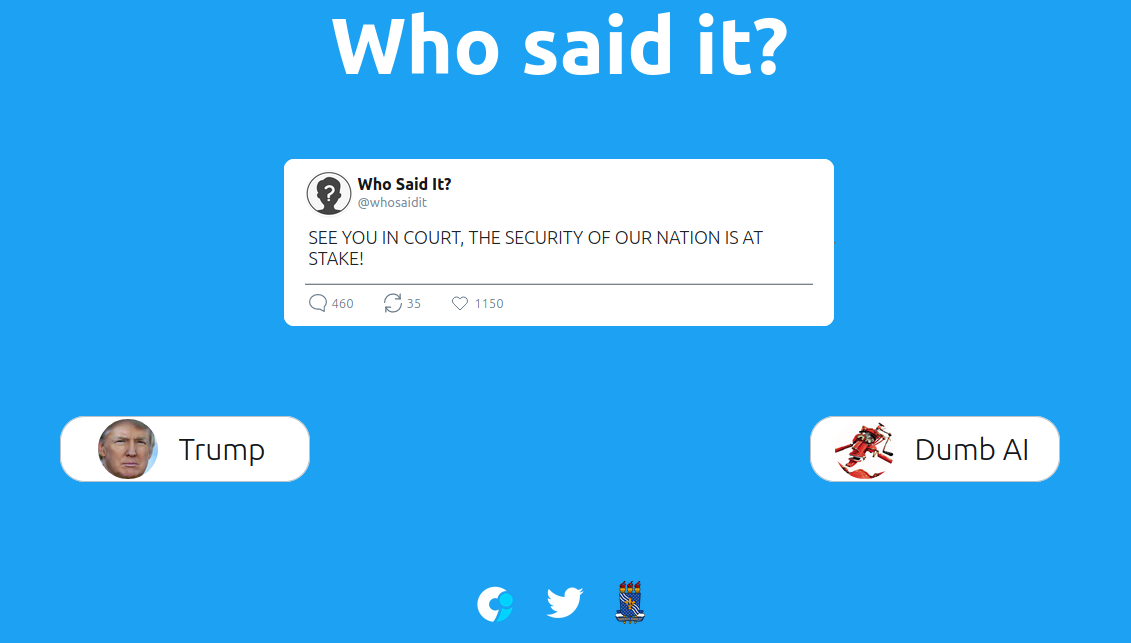 Who said it?
Who Said It?
@whosaidit
SEE YOU IN COURT, THE SECURITY OF OUR NATION IS AT
STAKE!
460 35 1150
Trump Dumb AI